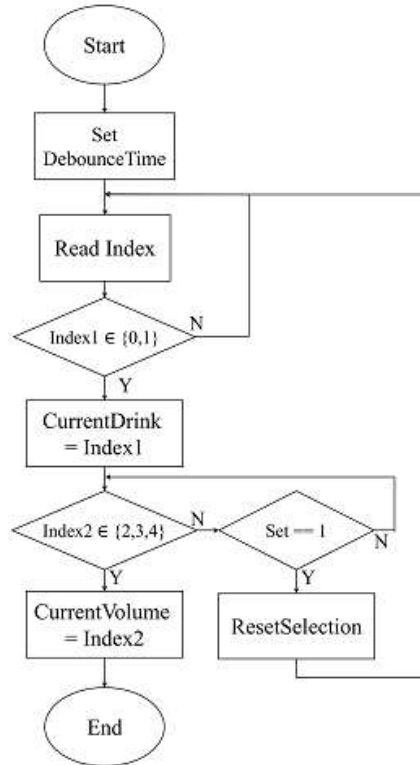 Start
Set
DebounceTime
Read Index
Index1 ∈ {0,1}
N
Y
CurrentDrink
= Index1
Index2 ∈ {2,3,4}
N
Set == 1
N
Y
Y
CurrentVolume
= Index2
ResetSelection
End